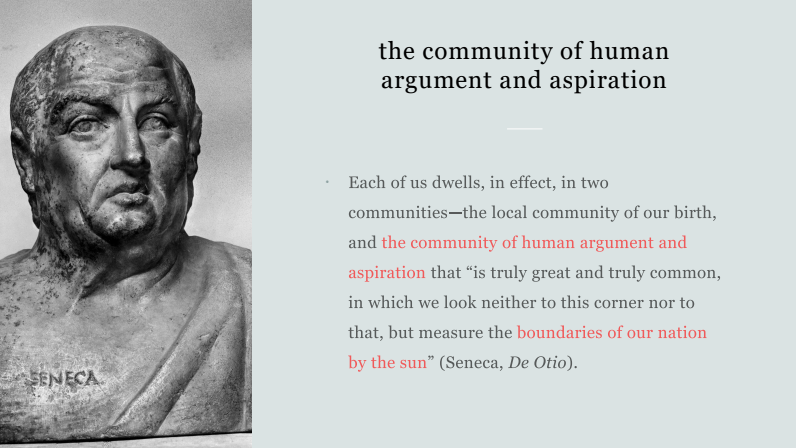 the community of human
argument and aspiration
Each of us dwells, in effect, in two
communities—the local community of our birth,
and the community of human argument and
aspiration that “is truly great and truly common,
in which we look neither to this corner nor to
that, but measure the boundaries of our nation
by the sun” (Seneca, De Otio).
SENECA